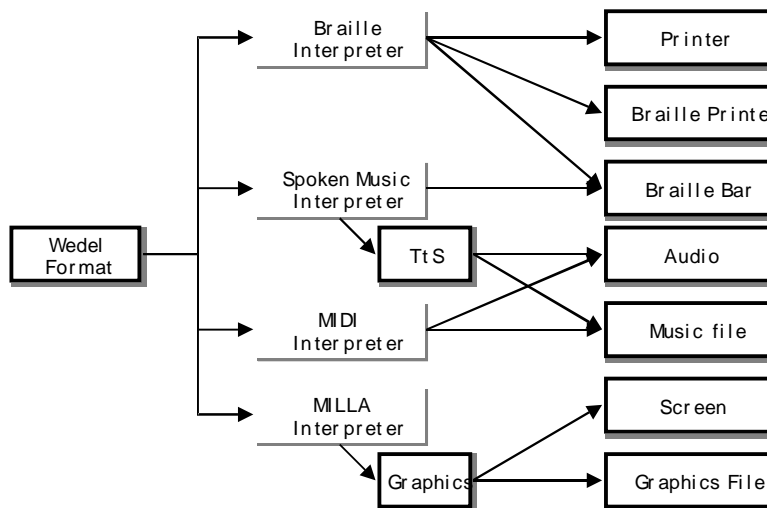 Braille
Interpreter
Printer
Braille Printe
Spoken Music
Interpreter
Braille Bar
Wedel
Format
TtS
Audio
MIDI
Interpreter
Music file
MILLA
Interpreter
Screen
Graphics
Graphics File